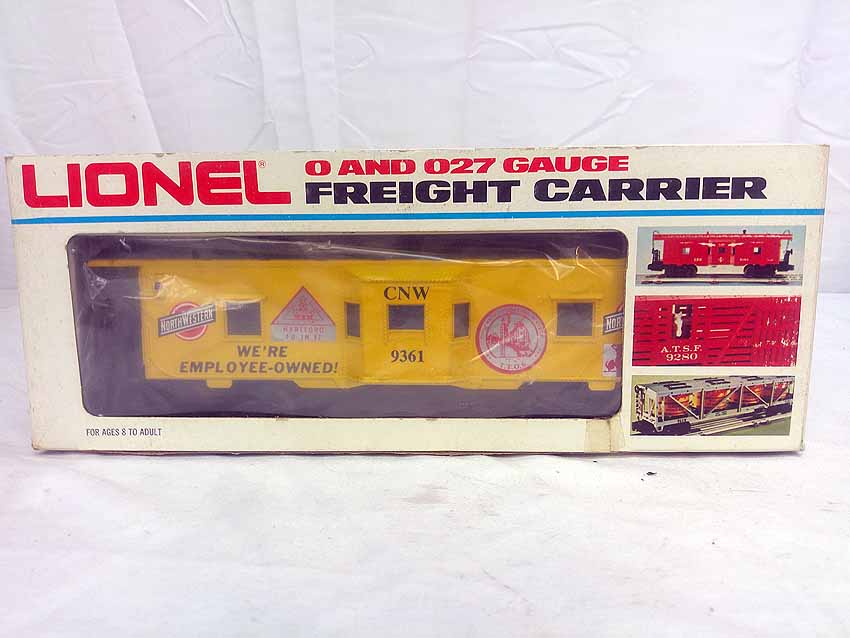 LIONEL®
O AND O27 GAUGE
FREIGHT CARRIER
NORTH WESTERN
HARTFORD
CNW
WE'RE
EMPLOYEE-OWNED!
9361
T.T.O.S.
A.T.S.F.
9280
FOR AGES 8 TO ADULT